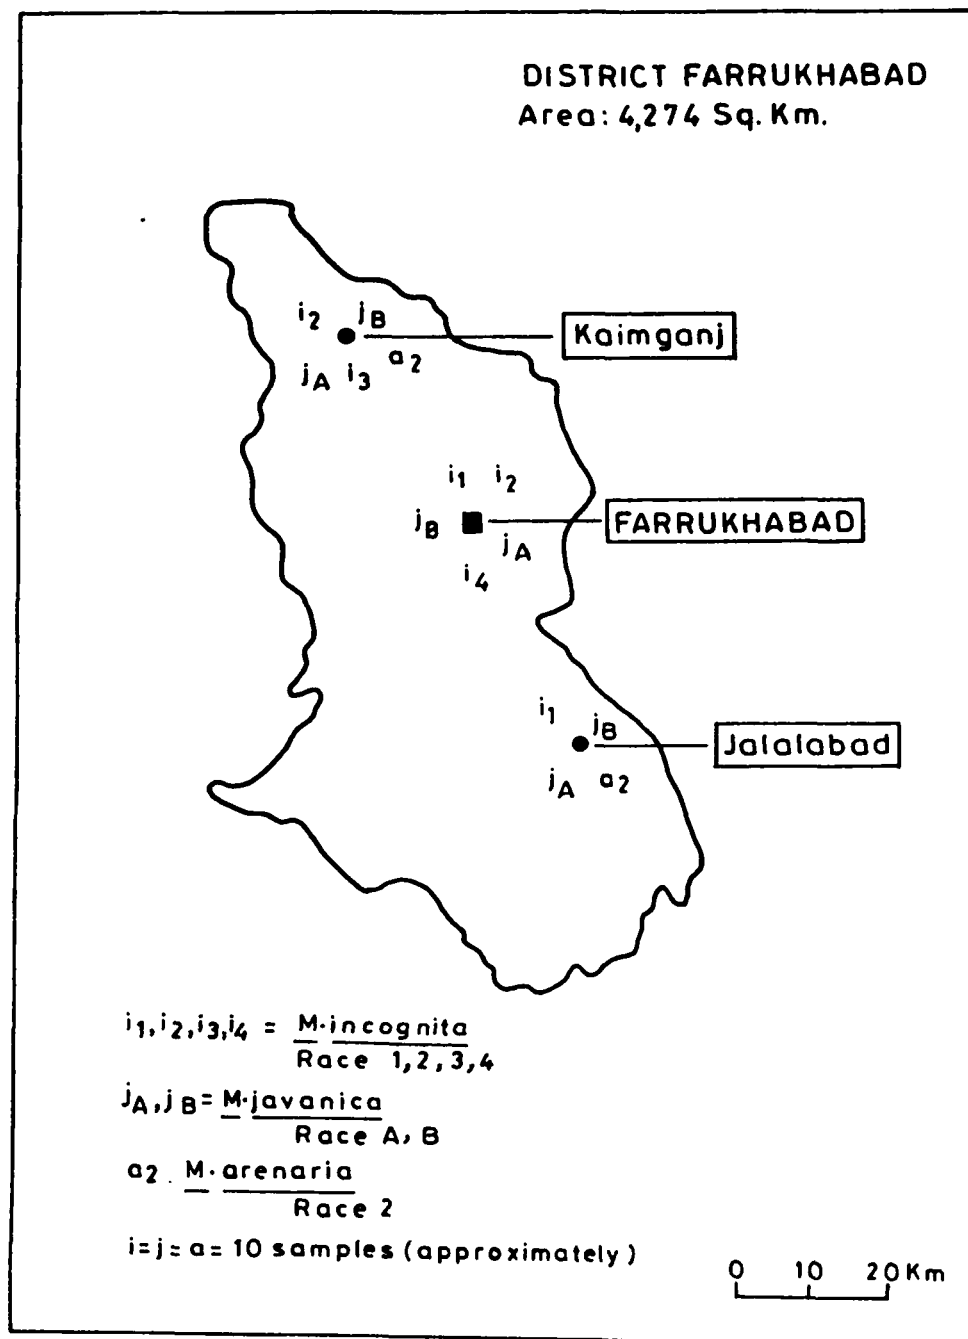 DISTRICT FARRUKHABAD
Area: 4,274 Sq. Km.
i2 jB
Kaimganj
a2
jA i3
i1 i2
jB
FARRUKHABAD
jA
i4
i1
jB
Jalalabad
jA a2
i1, i2, i3, i4 = M. incognita
Race 1, 2, 3, 4
jA, jB = M. javanica
Race A, B
a2 . M. arenaria
Race 2
i = j = a = 10 samples (approximately)
0 10 20 Km